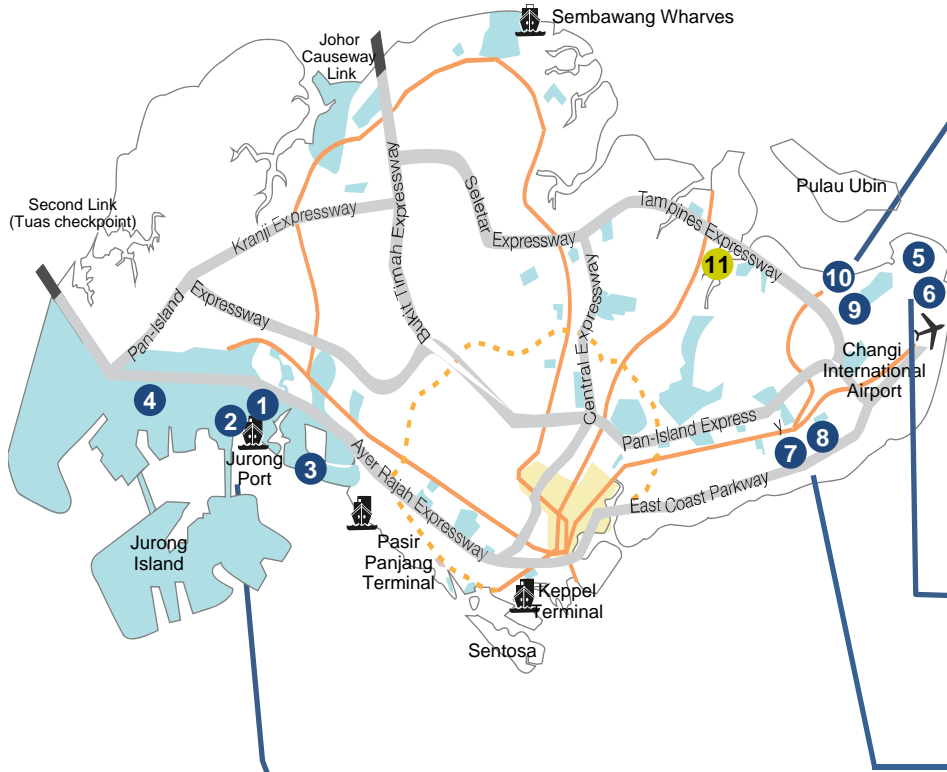 Sembawang Wharves
Johor
Causeway
Link
Pulau Ubin
Second Link
(Tuas checkpoint)
Kranji Expressway
Bukit Timah Expressway
Seletar
Expressway
Tampines Expressway
Pan-Island
Expressway
Central Expressway
11
10
9
5
6
Changi
International
Airport
4
2
1
Jurong
Port
3
Ayer Rajah Expressway
Pan-Island Express
y
7
8
East Coast Parkway
Jurong
Island
Pasir
Panjang
Terminal
Keppel
Terminal
Sentosa